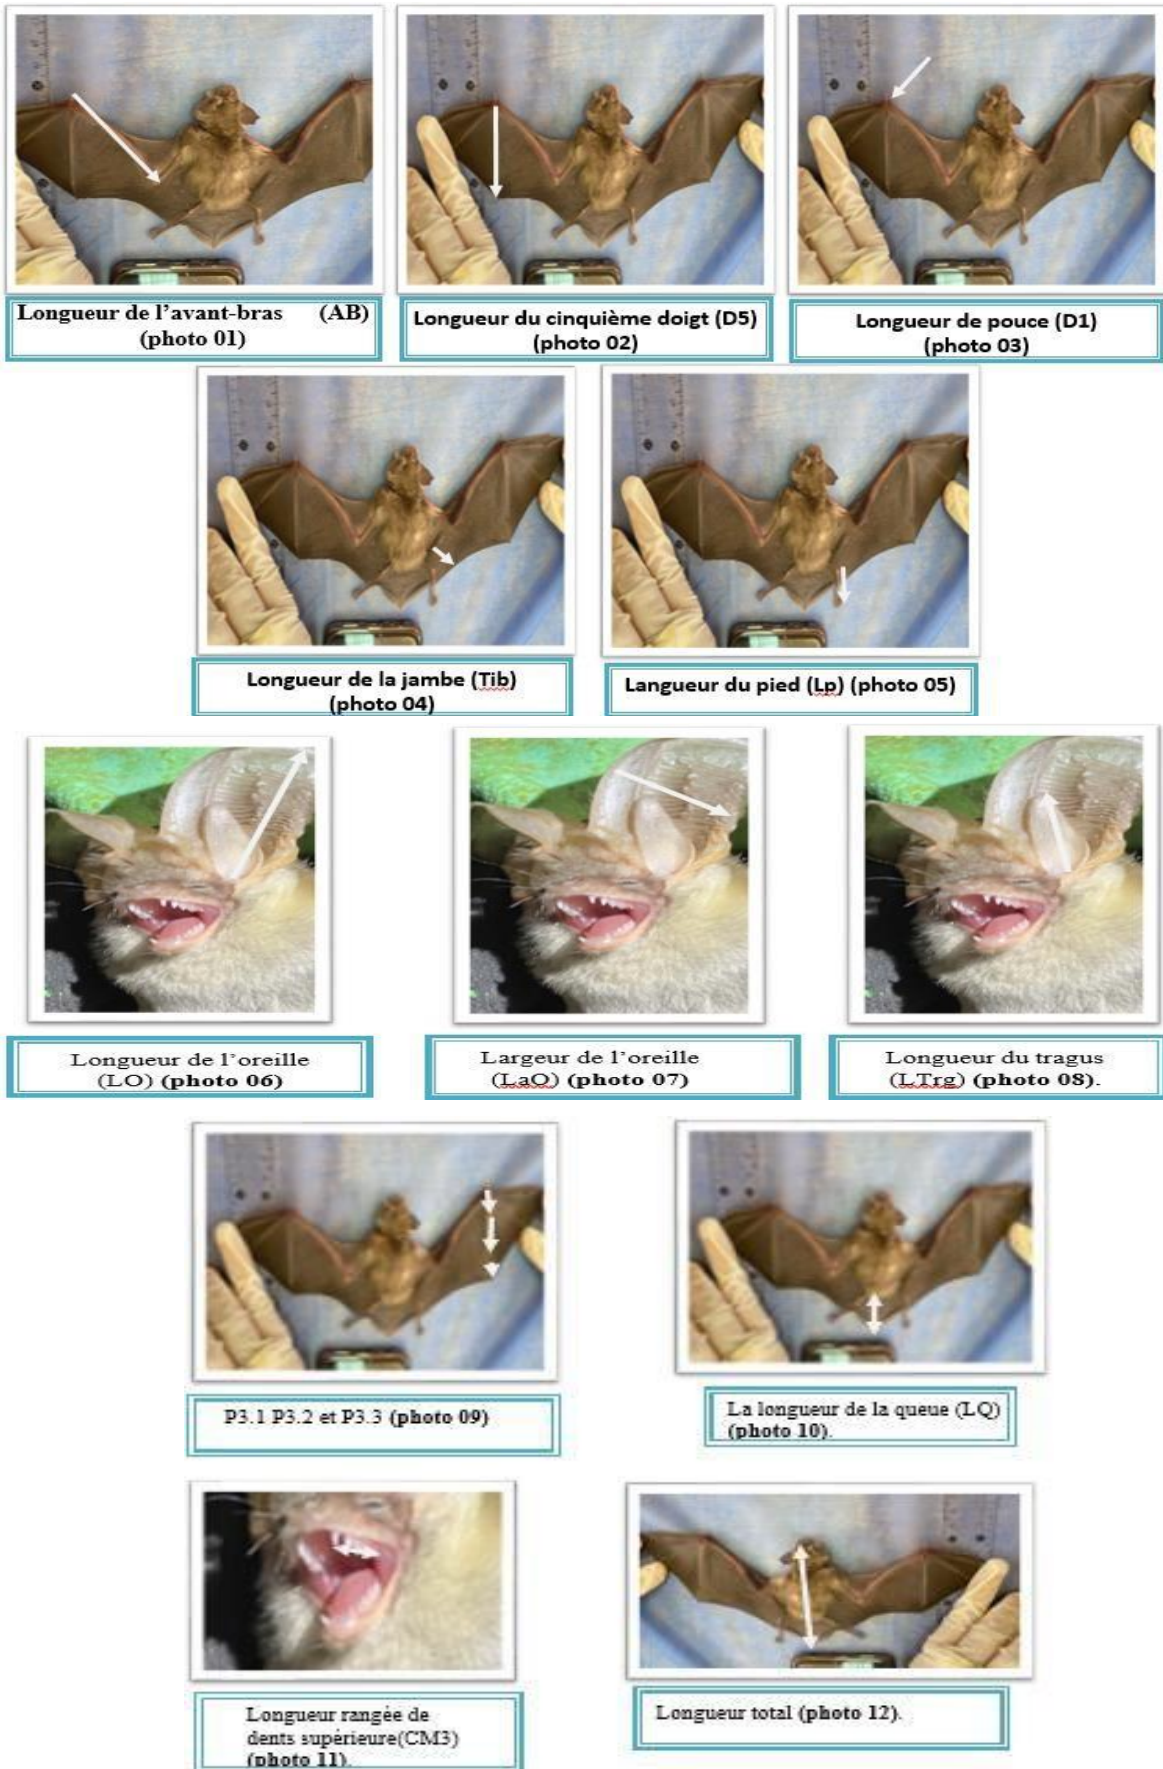 Longueur de l’avant-bras (AB)
(photo 01)
Longueur du cinquième doigt (D5)
(photo 02)
Longueur de pouce (D1)
(photo 03)
Longueur de la jambe (Tib)
(photo 04)
Langueur du pied (Lp) (photo 05)
Longueur de l’oreille
(LO) (photo 06)
Largeur de l’oreille
(LaO) (photo 07)
Longueur du tragus
(LTrg) (photo 08).
P3.1 P3.2 et P3.3 (photo 09)
La longueur de la queue (LQ)
(photo 10).
Longueur rangée de
dents supérieure(CM3)
(photo 11).
Longueur total (photo 12).